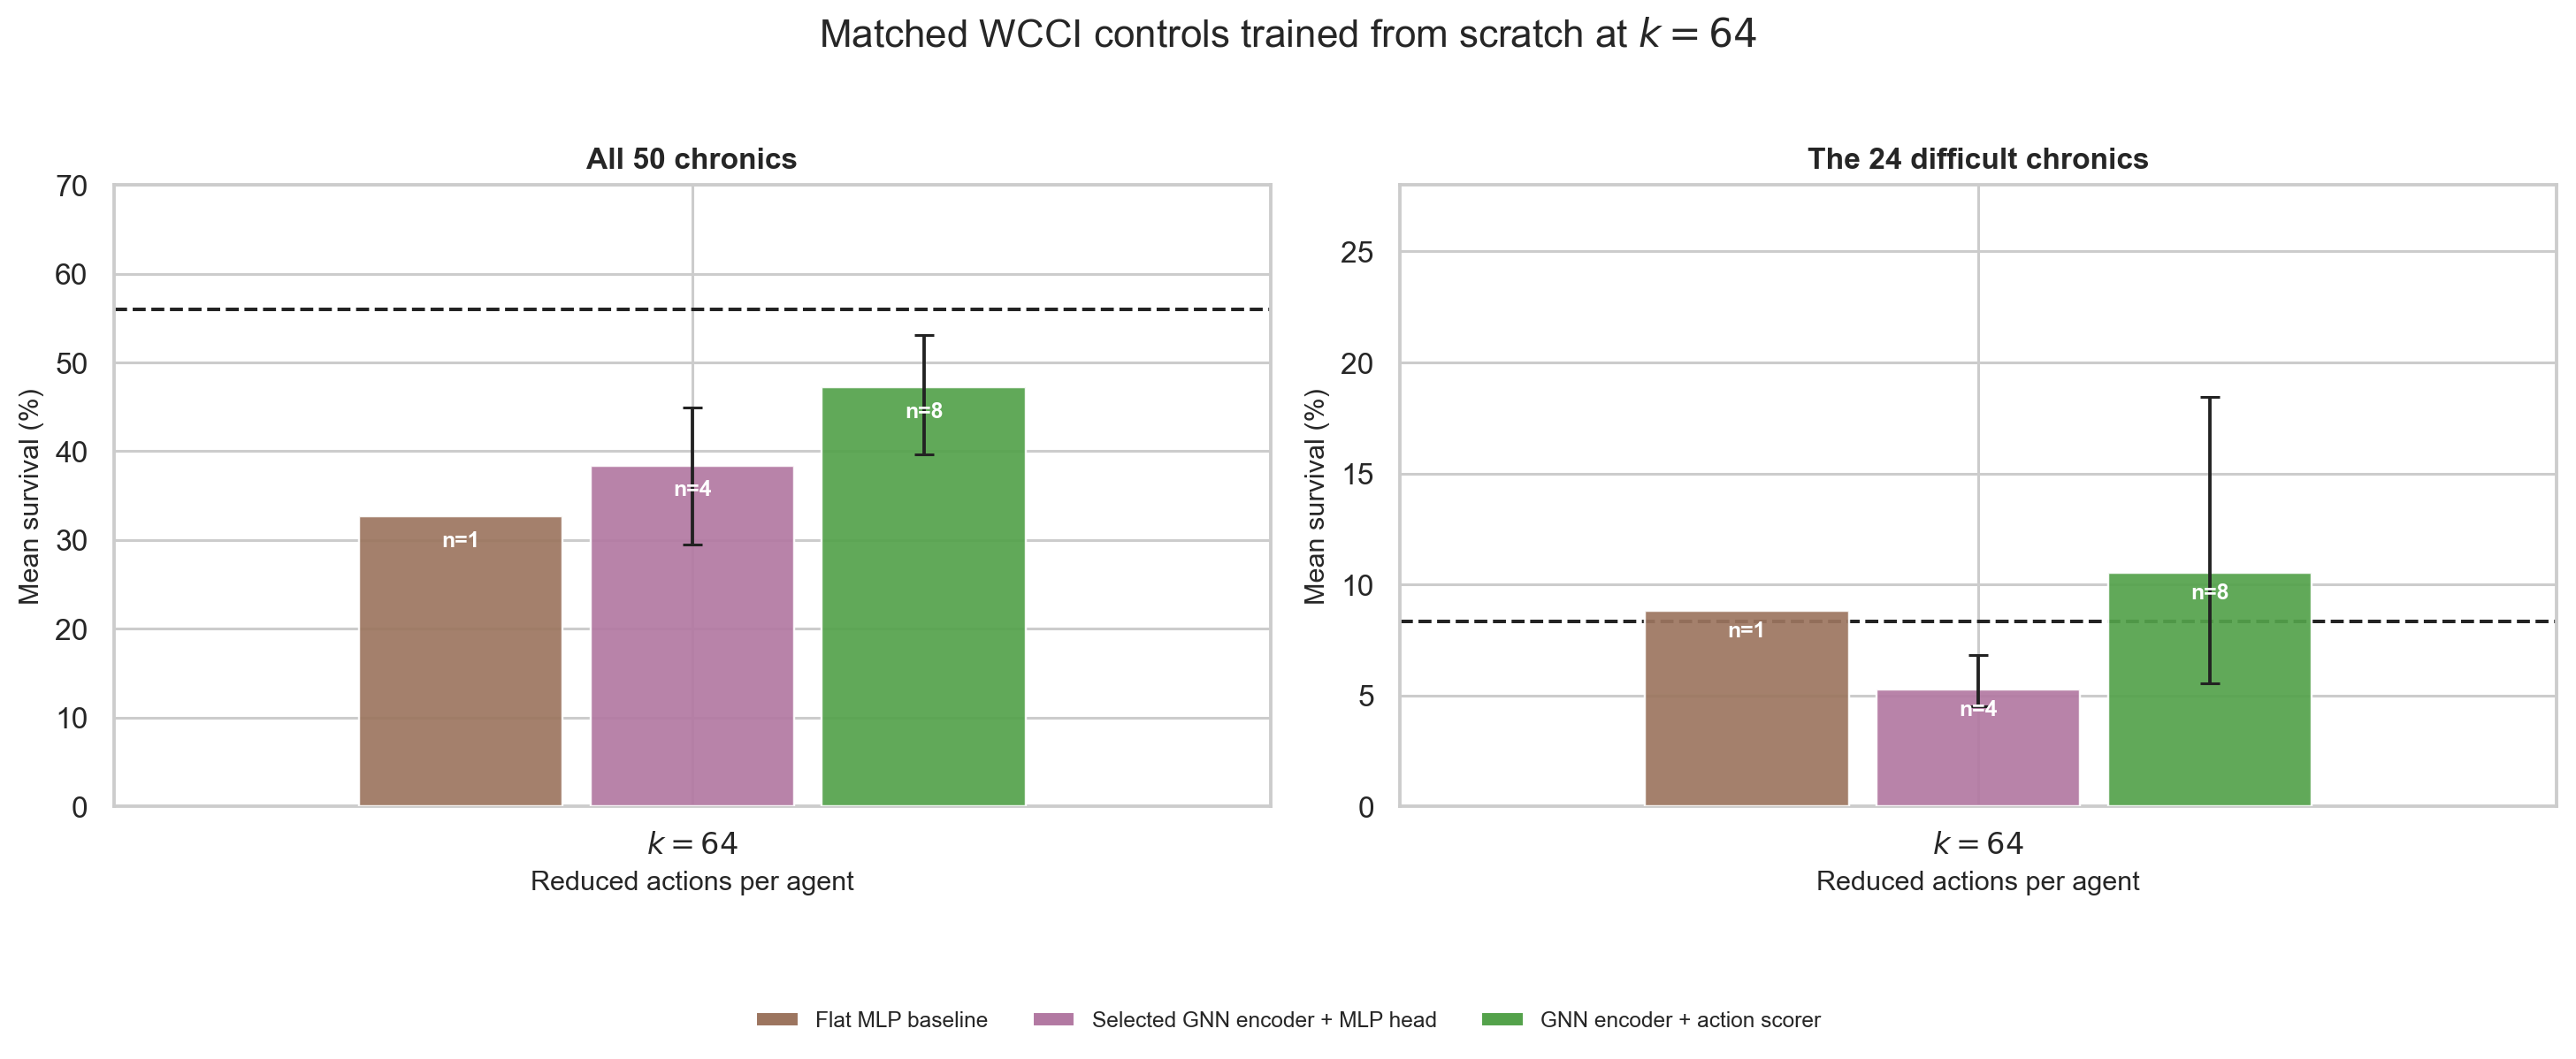 Matched WCCI controls trained from scratch at k = 64
All 50 chronics
70
60
50
40
30
20
10
0
Mean survival (%)
n=1
n=4
n=8
k = 64
Reduced actions per agent
The 24 difficult chronics
25
20
15
10
5
0
Mean survival (%)
n=1
n=4
n=8
k = 64
Reduced actions per agent
Flat MLP baseline
Selected GNN encoder + MLP head
GNN encoder + action scorer